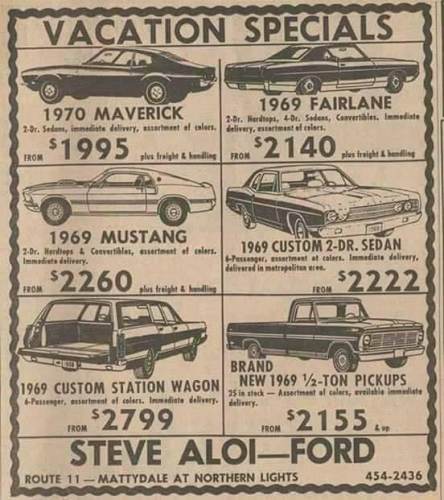 VACATION SPECIALS
1970 MAVERICK
2-Dr. Sedans, immediate delivery, assortment of colors.
FROM $1995 plus freight & handling
1969 FAIRLANE
2-Dr. Hardtops, 4-Dr. Sedans, Convertibles. Immediate
delivery, assortment of colors.
FROM $2140 plus freight & handling
1969 MUSTANG
2-Dr. Hardtops & Convertibles, assortment of colors.
Immediate delivery.
FROM $2260 plus freight & handling
1969 CUSTOM 2-DR. SEDAN
6-Passenger, assortment of colors. Immediate delivery,
delivered in metropolitan area.
FROM $2222
1969 CUSTOM STATION WAGON
6-Passenger, assortment of colors. Immediate delivery.
FROM $2799
BRAND
NEW 1969 ½-TON PICKUPS
25 in stock — Assortment of colors, available immediate
delivery.
FROM $2155 & up
STEVE ALOI—FORD
ROUTE 11 — MATTYDALE AT NORTHERN LIGHTS 454-2436